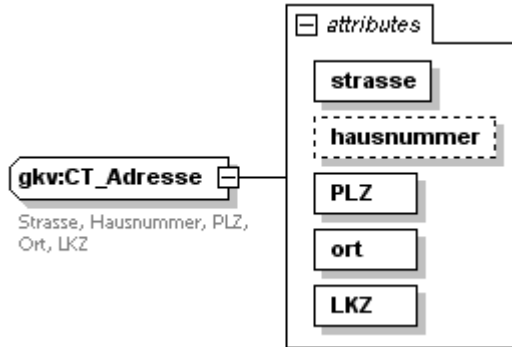 attributes
strasse
hausnummer
gkv:CT_Adresse
PLZ
Strasse, Hausnummer, PLZ,
Ort, LKZ
ort
LKZ